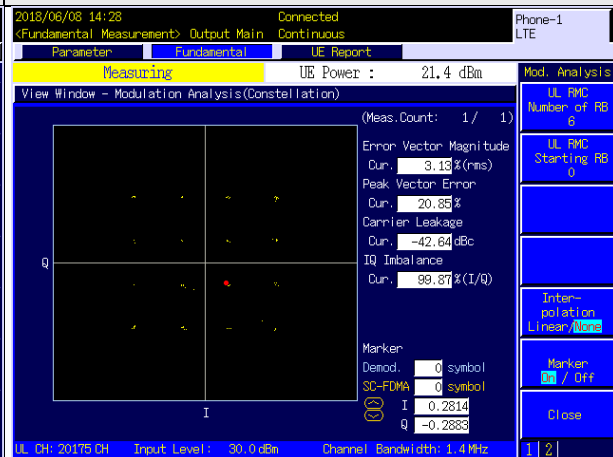 2018/06/08 14:28 Connected Phone-1
<Fundamental Measurement> Output Main Continuous LTE
Parameter Fundamental UE Report
Measuring UE Power : 21.4 dBm Mod. Analysis
View Window - Modulation Analysis(Constellation)
UL RMC
Number of RB
6
(Meas.Count: 1/ 1)
UL RMC
Starting RB
0
Error Vector Magnitude
Cur. 3.13 %(rms)
Peak Vector Error
Cur. 20.85 %
Carrier Leakage
Cur. -42.64 dBc
IQ Imbalance
Cur. 99.87 %(I/Q)
Q
I
Inter-
polation
Linear/None
Marker
Demod. 0 symbol
SC-FDMA 0 symbol
I 0.2814
Q -0.2883
Marker
On / Off
Close
UL CH: 20175 CH Input Level: 30.0 dBm Channel Bandwidth: 1.4 MHz 1 2